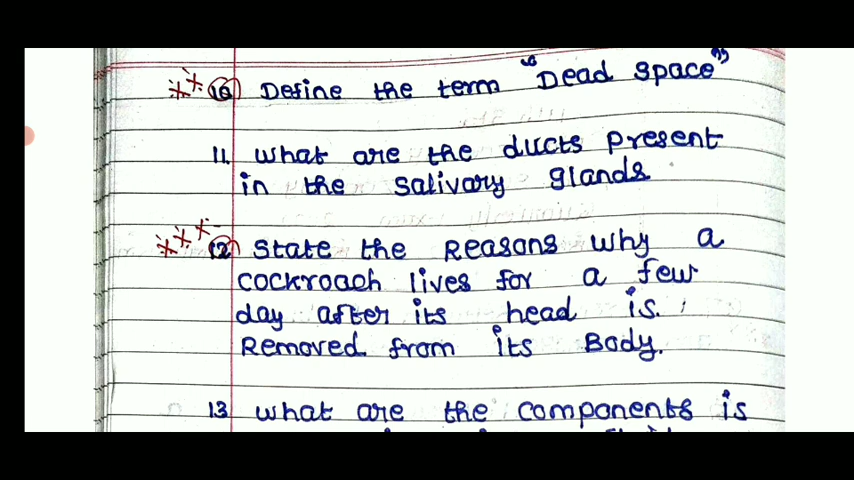 10 Define the term "Dead Space"
11. what are the ducts present
in the salivary glands
12 State the Reasons why a
cockroach lives for a few
day after its head is.
Removed from its Body.
13 what are the components is